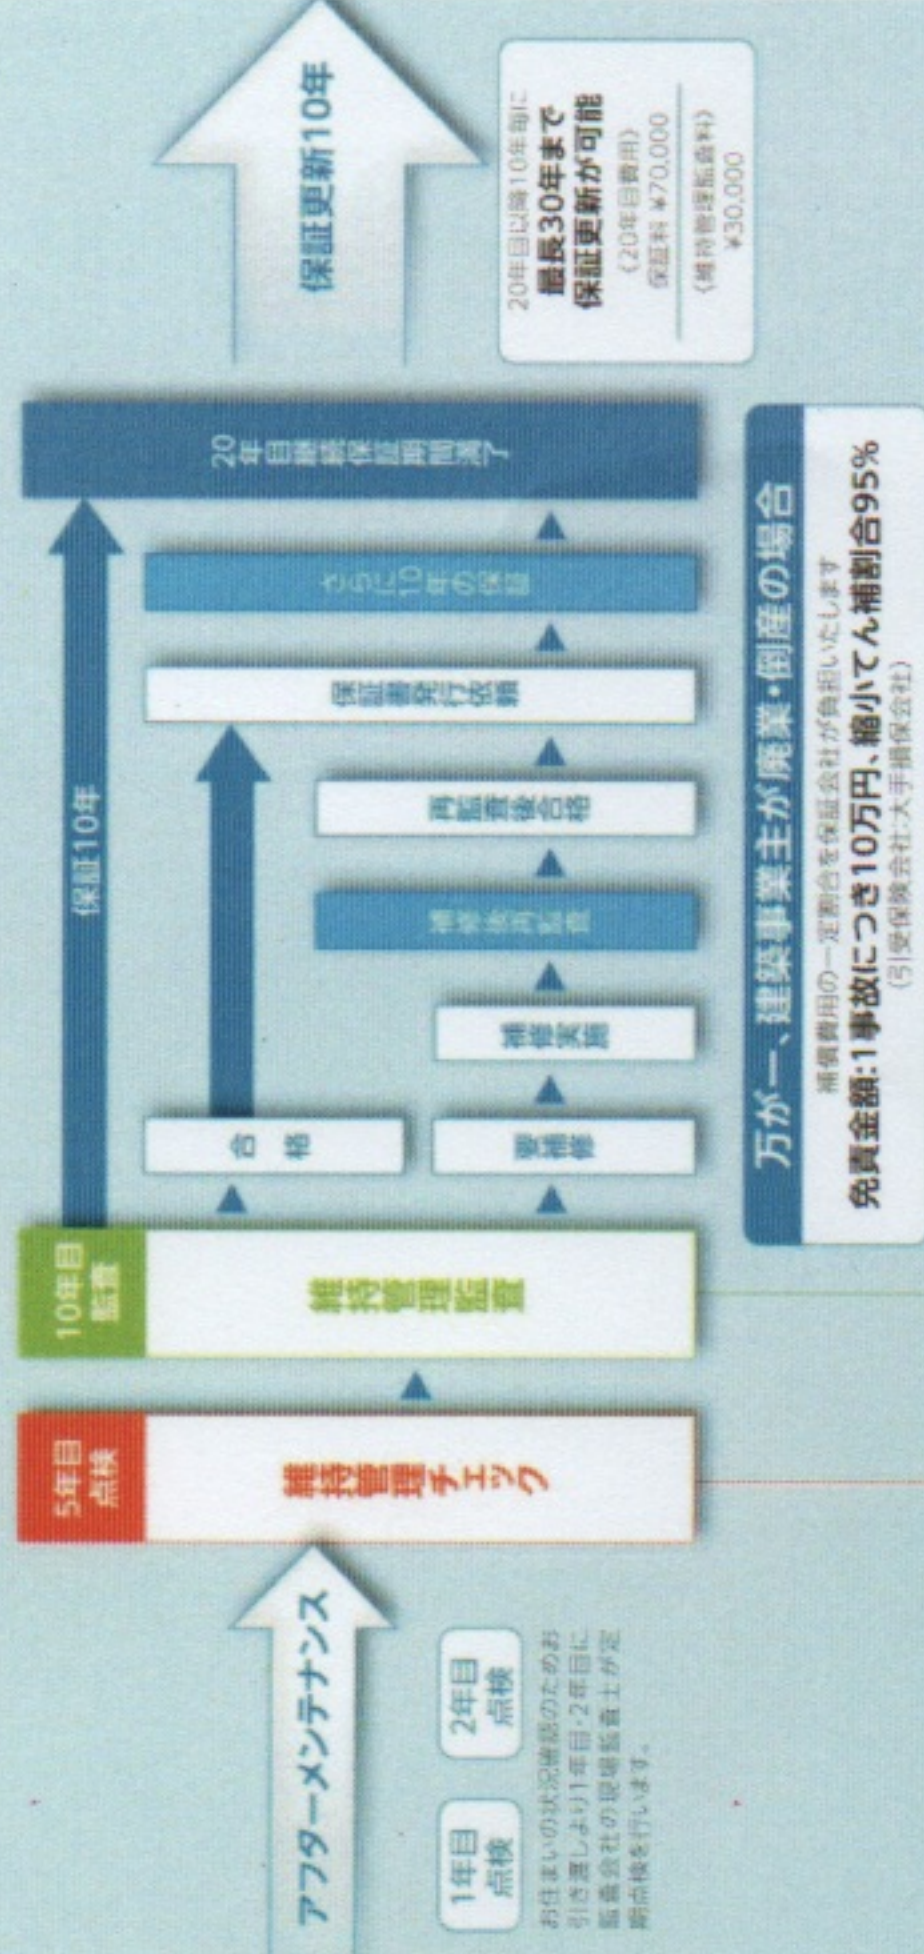 アフターメンテナンス
1年目
点検
2年目
点検
お住まいの状況確認のためお
引き渡しより1年目・2年目に
監査会社の現場監査士が定
期点検を行います。
5年目
点検
維持管理チェック
10年目
監査
維持管理監査
保証10年
合格
要補修
補修実施
補修後再監査
再監査後合格
保証書発行依頼
さらに10年の保証
20年目継続保証期間満了
保証更新10年
20年目以降10年毎に
最長30年まで
保証更新が可能
《20年目費用》
保証料 ¥70,000
《維持管理監査料》
¥30,000
万が一、建築事業主が廃業・倒産の場合
補償費用の一定割合を保証会社が負担いたします
免責金額:1事故につき10万円、縮小てん補割合95%
(引受保険会社:大手損保会社)